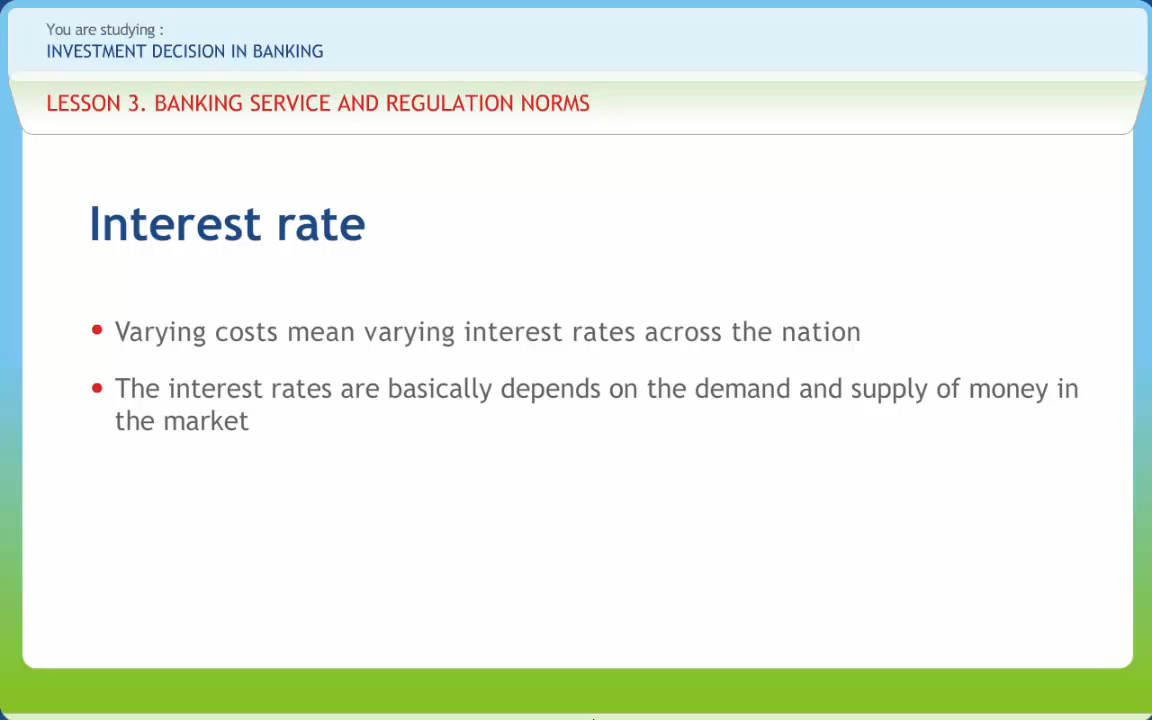 You are studying :
INVESTMENT DECISION IN BANKING
LESSON 3. BANKING SERVICE AND REGULATION NORMS
Interest rate
• Varying costs mean varying interest rates across the nation
• The interest rates are basically depends on the demand and supply of money in
the market